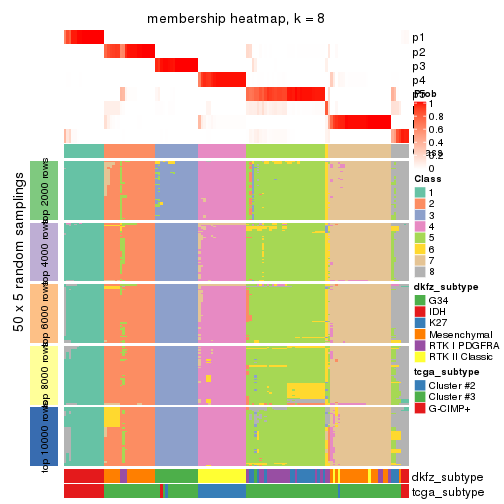 membership heatmap, k = 8
p1
p2
p3
p4
Prob
1
0.8
0.6
0.4
0.2
0
Class
1
2
3
4
5
6
7
8
dkfz_subtype
G34
IDH
K27
Mesenchymal
RTK I PDGFRA
RTK II Classic
tcga_subtype
Cluster #2
Cluster #3
G-CIMP+
50 x 5 random samplings
top 2000 rows
top 4000 rows
top 6000 rows
top 8000 rows
top 10000 rows
dkfz_subtype
tcga_subtype